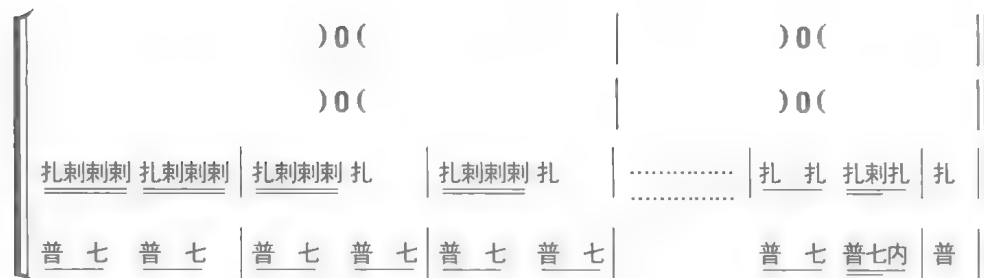 )0( )0(
)0( )0(
扎刺刺刺 扎刺刺刺 扎刺刺刺 扎 扎刺刺刺 扎 ………… 扎 扎 扎刺扎 扎
普 七 普 七 普 七 普 七 普 七 普 七 普 七 普七内 普